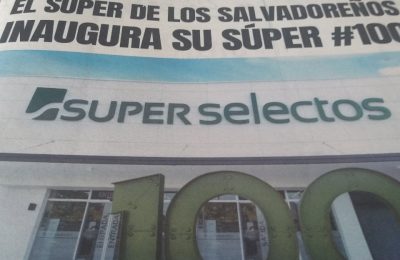 EL SÚPER DE LOS SALVADOREÑOS
INAUGURA SU SÚPER #100
SUPER selectos
100